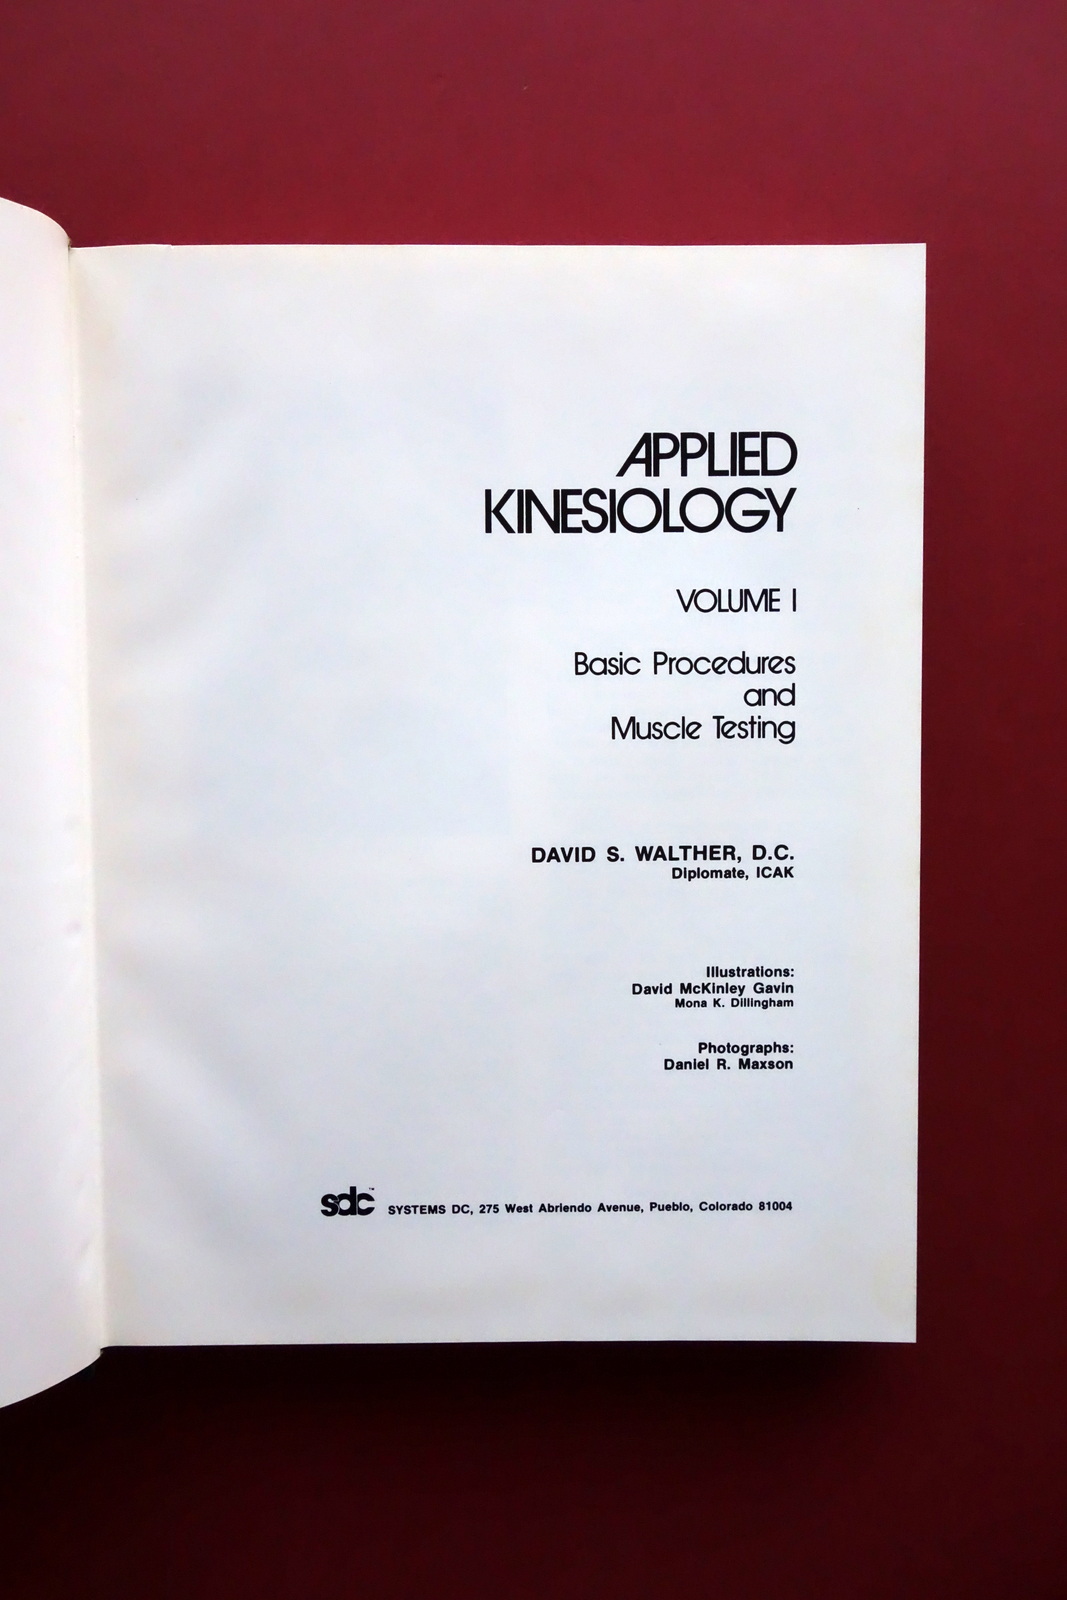 APPLIED
KINESIOLOGY
VOLUME I
Basic Procedures
and
Muscle Testing
DAVID S. WALTHER, D.C.
Diplomate, ICAK
Illustrations:
David McKinley Gavin
Mona K. Dillingham
Photographs:
Daniel R. Maxson
sdc™ SYSTEMS DC, 275 West Abriendo Avenue, Pueblo, Colorado 81004